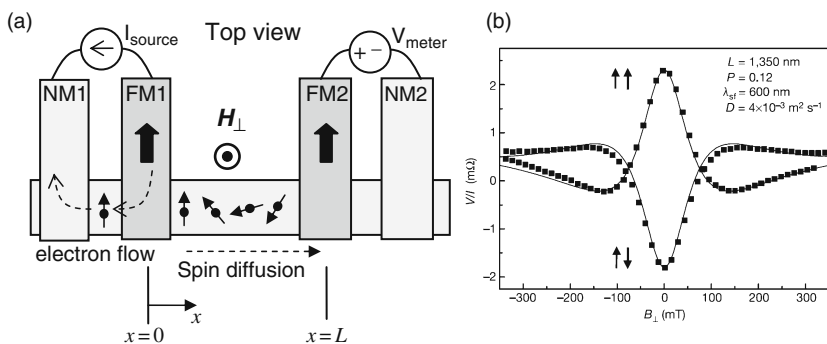 (a)
I source
Top view
V meter
NM1
FM1
FM2
NM2
H⊥
+ −
electron flow
Spin diffusion
x
x=0
x=L
(b)
L = 1,350 nm
P = 0.12
λsf = 600 nm
D = 4×10⁻³ m² s⁻¹
V/I (mΩ)
2
1
0
−1
−2
−300
−200
−100
0
100
200
300
B⊥ (mT)